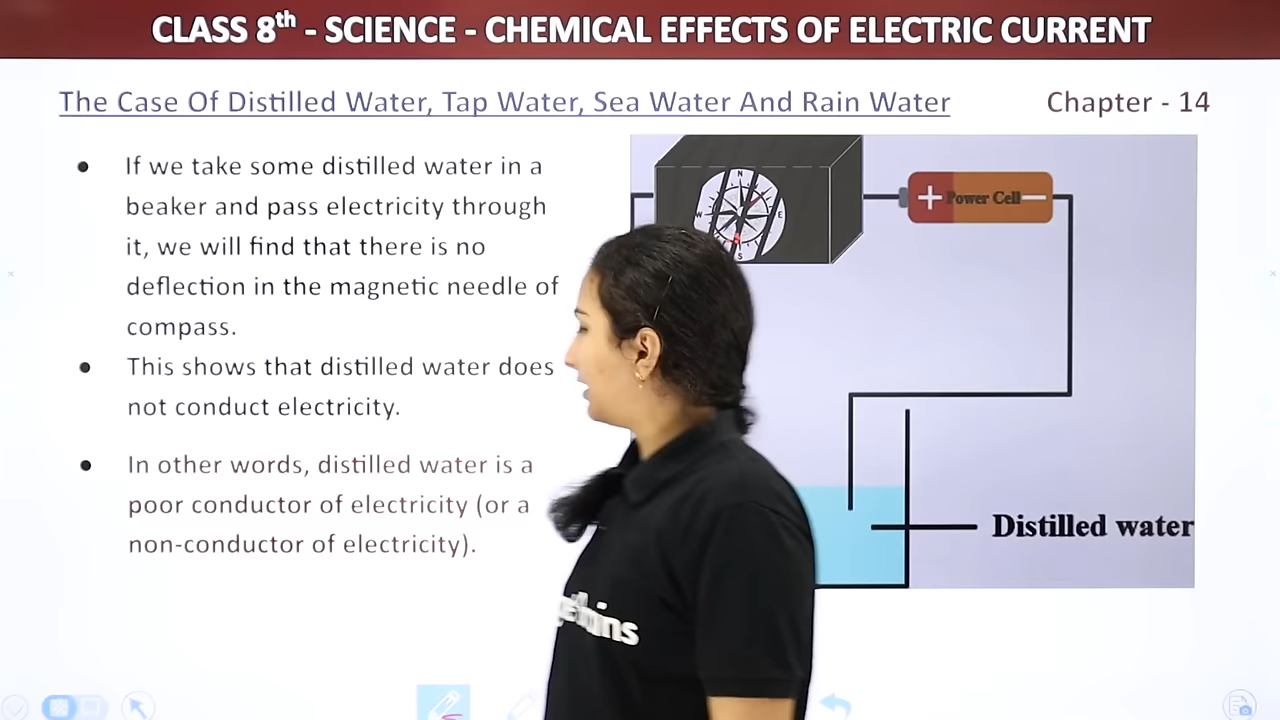 CLASS 8th - SCIENCE - CHEMICAL EFFECTS OF ELECTRIC CURRENT
The Case Of Distilled Water, Tap Water, Sea Water And Rain Water
Chapter - 14
If we take some distilled water in a
beaker and pass electricity through
it, we will find that there is no
deflection in the magnetic needle of
compass.
This shows that distilled water does
not conduct electricity.
In other words, distilled water is a
poor conductor of electricity (or a
non-conductor of electricity).
N
W
E
S
+ Power Cell −
Distilled water